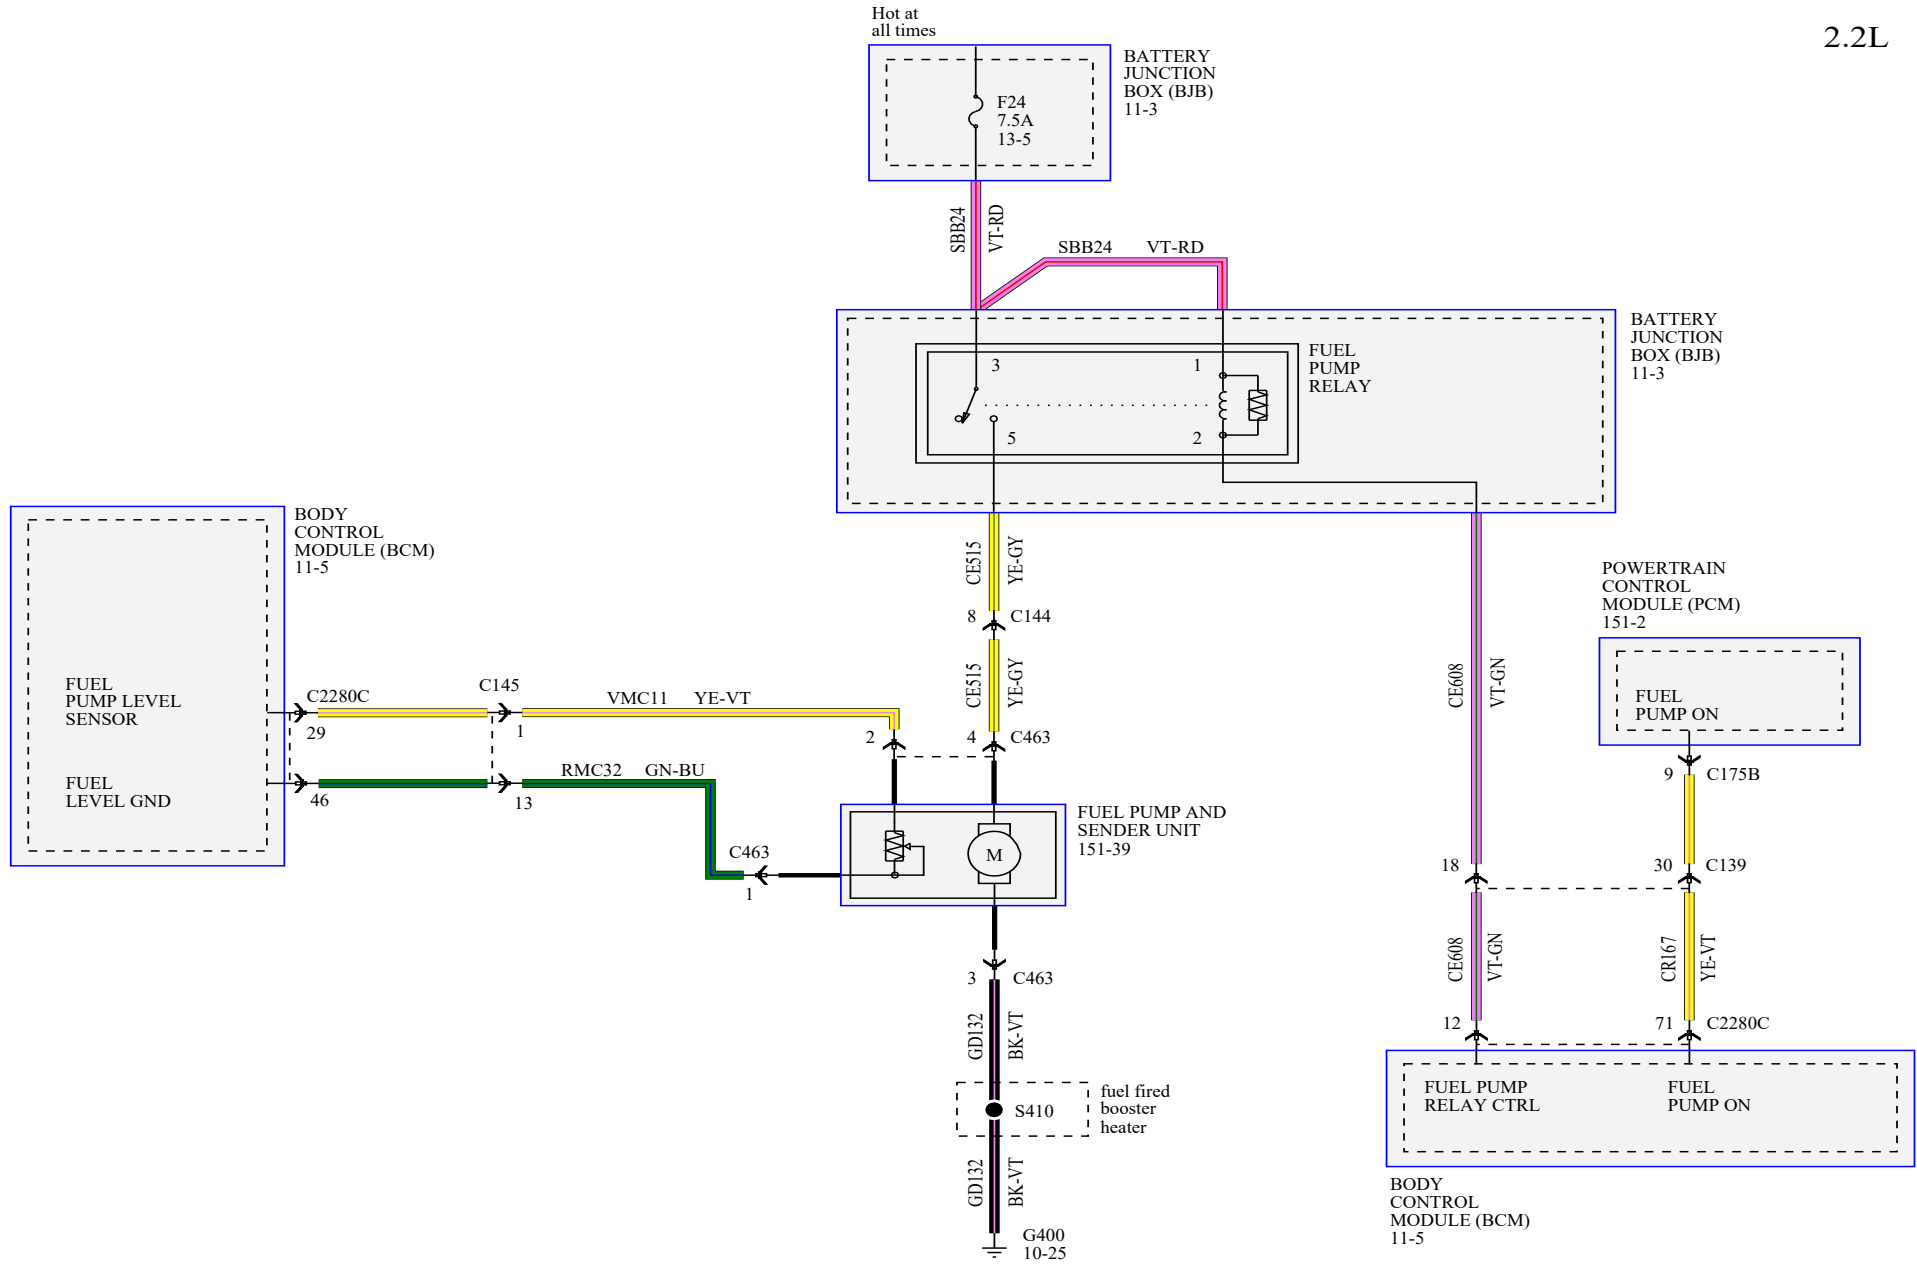 Hot at
all times
2.2L
BATTERY
JUNCTION
BOX (BJB)
11-3
F24
7.5A
13-5
SBB24
VT-RD
SBB24 VT-RD
BATTERY
JUNCTION
BOX (BJB)
11-3
FUEL
PUMP
RELAY
3
1
5
2
BODY
CONTROL
MODULE (BCM)
11-5
CE515
YE-GY
8
C144
CE515
YE-GY
POWERTRAIN
CONTROL
MODULE (PCM)
151-2
FUEL
PUMP ON
9
C175B
CE608
VT-GN
FUEL
PUMP LEVEL
SENSOR
C2280C
29
C145
1
VMC11 YE-VT
2
4
C463
FUEL
LEVEL GND
46
13
RMC32 GN-BU
C463
1
FUEL PUMP AND
SENDER UNIT
151-39
M
18
30
C139
CE608
VT-GN
CR167
YE-VT
12
71
C2280C
3
C463
GD132
BK-VT
S410
fuel fired
booster
heater
GD132
BK-VT
G400
10-25
FUEL PUMP
RELAY CTRL
FUEL
PUMP ON
BODY
CONTROL
MODULE (BCM)
11-5